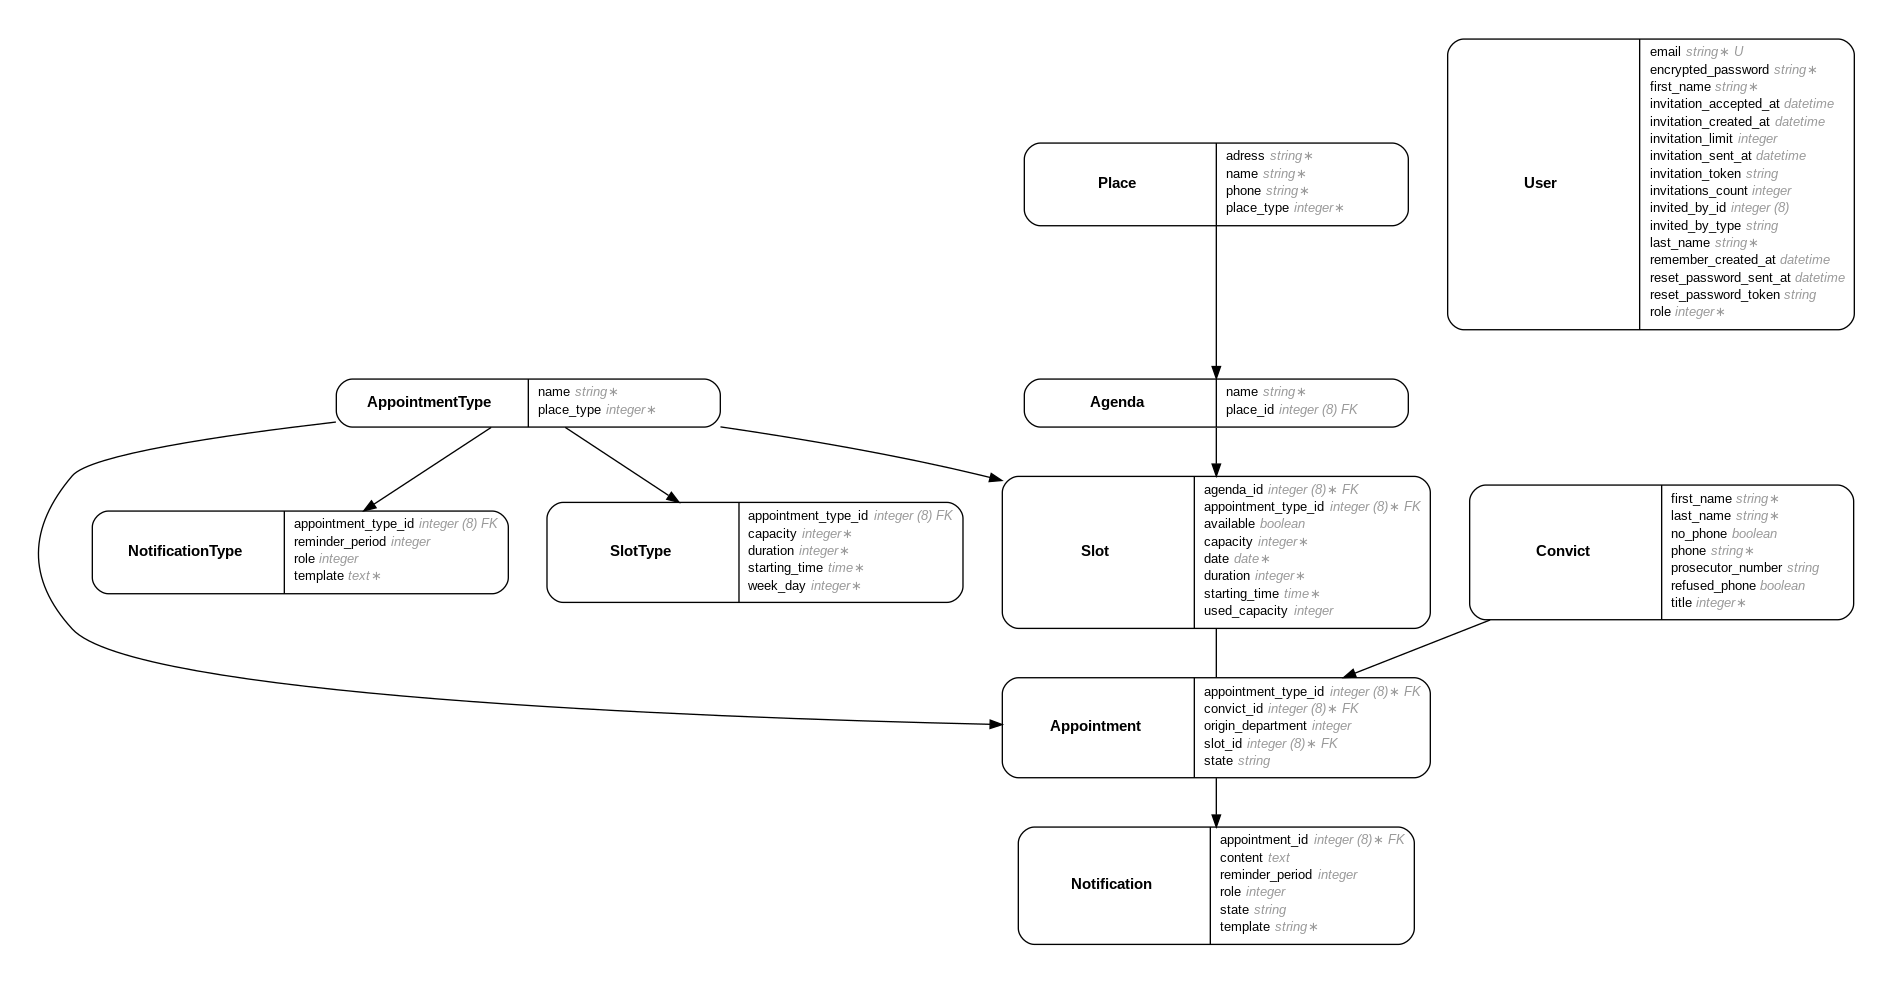 User
email string∗ U
encrypted_password string∗
first_name string∗
invitation_accepted_at datetime
invitation_created_at datetime
invitation_limit integer
invitation_sent_at datetime
invitation_token string
invitations_count integer
invited_by_id integer (8)
invited_by_type string
last_name string∗
remember_created_at datetime
reset_password_sent_at datetime
reset_password_token string
role integer∗
Place
adress string∗
name string∗
phone string∗
place_type integer∗
AppointmentType
name string∗
place_type integer∗
Agenda
name string∗
place_id integer (8) FK
NotificationType
appointment_type_id integer (8) FK
reminder_period integer
role integer
template text∗
SlotType
appointment_type_id integer (8) FK
capacity integer∗
duration integer∗
starting_time time∗
week_day integer∗
Slot
agenda_id integer (8)∗ FK
appointment_type_id integer (8)∗ FK
available boolean
capacity integer∗
date date∗
duration integer∗
starting_time time∗
used_capacity integer
Convict
first_name string∗
last_name string∗
no_phone boolean
phone string∗
prosecutor_number string
refused_phone boolean
title integer∗
Appointment
appointment_type_id integer (8)∗ FK
convict_id integer (8)∗ FK
origin_department integer
slot_id integer (8)∗ FK
state string
Notification
appointment_id integer (8)∗ FK
content text
reminder_period integer
role integer
state string
template string∗